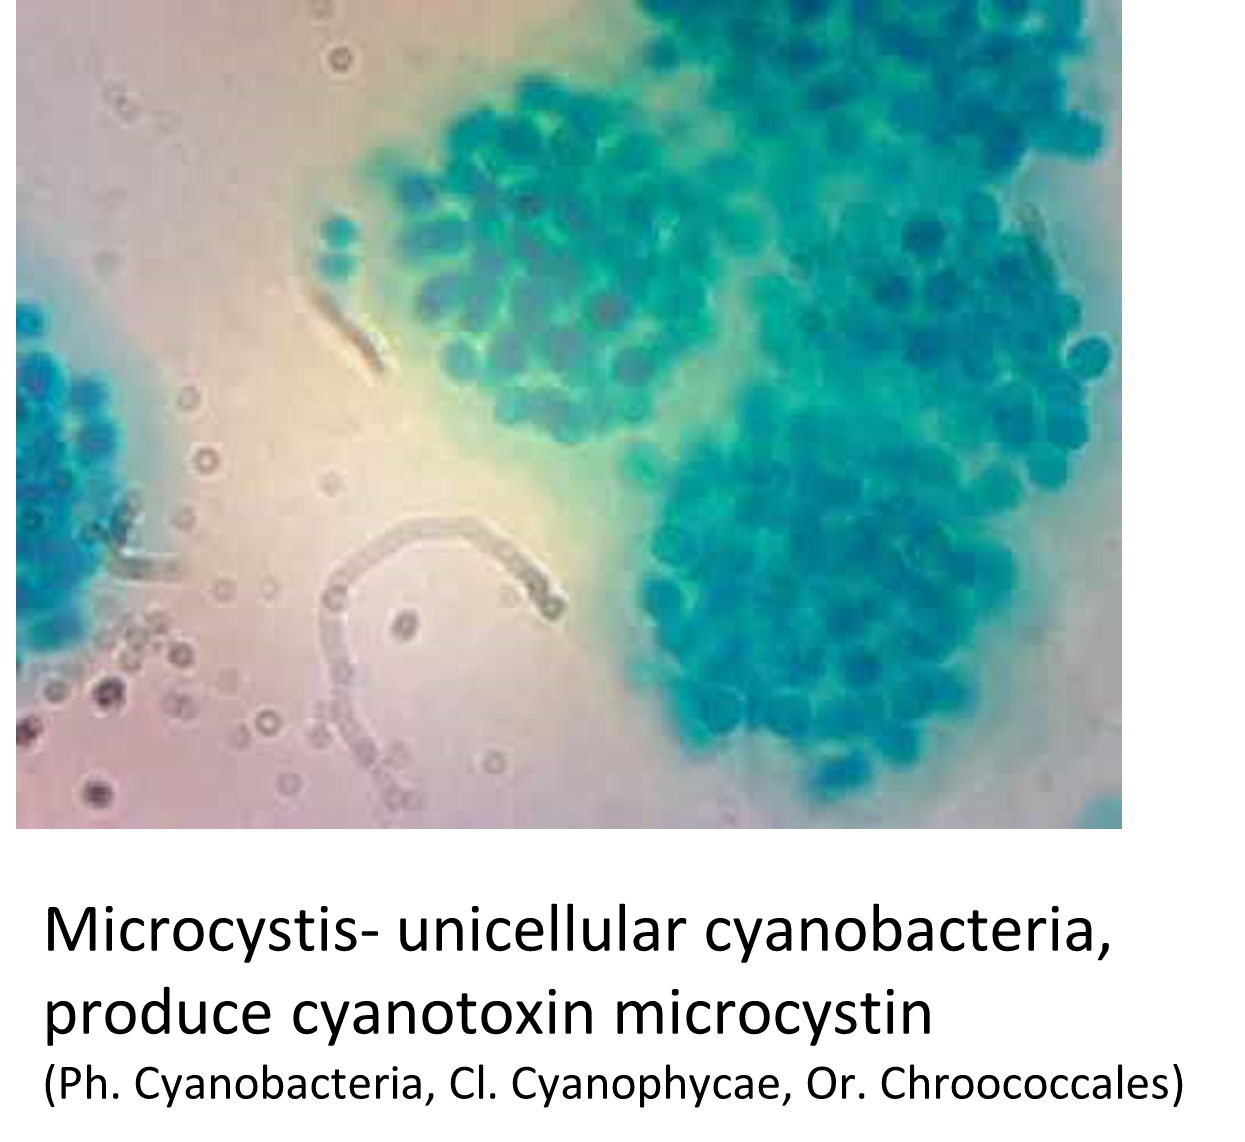 Microcystis- unicellular cyanobacteria,
produce cyanotoxin microcystin
(Ph. Cyanobacteria, Cl. Cyanophycae, Or. Chroococcales)